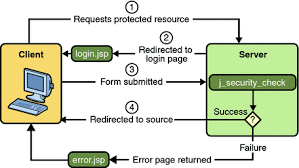 1
Requests protected resource
Client
Server
2
login.jsp
Redirected to
login page
3
Form submitted
j_security_check
4
Success
?
Redirected to source
Failure
error.jsp
Error page returned